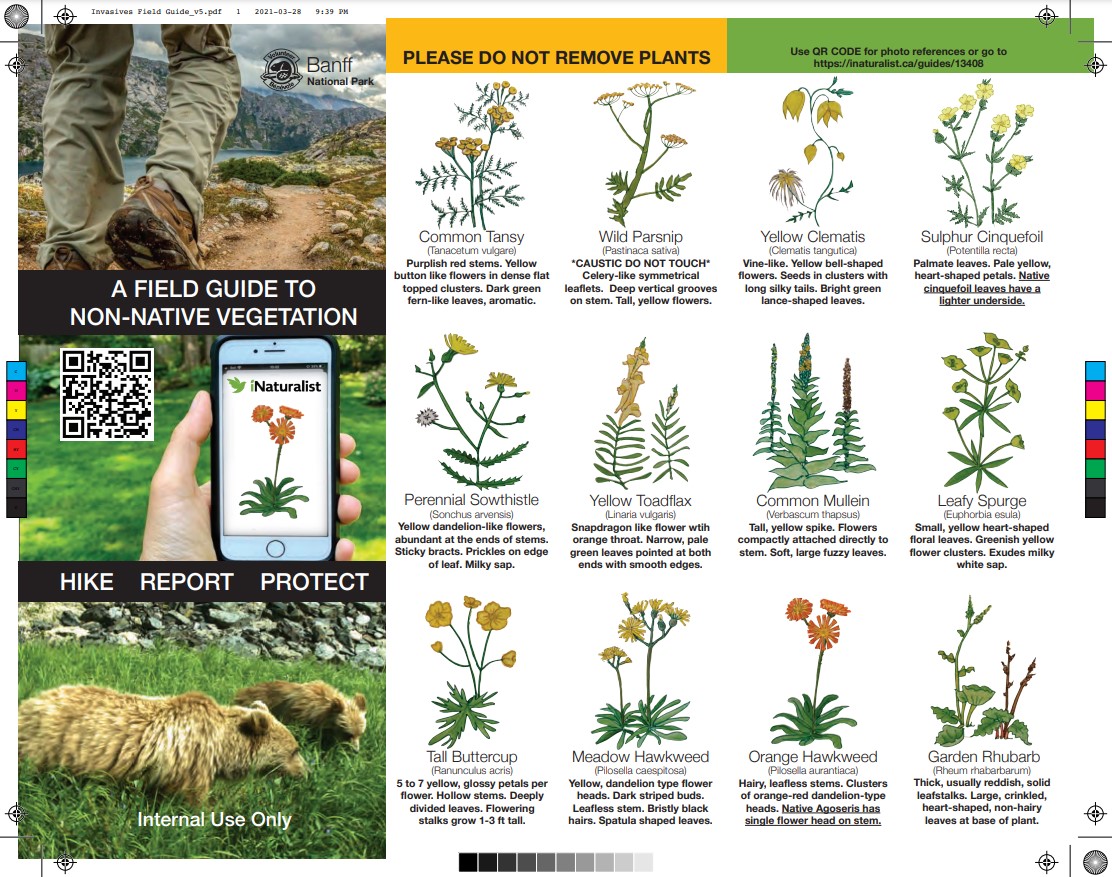 Invasives Field Guide_v5.pdf 1 2021-03-28 9:39 PM
Banff
National Park
A FIELD GUIDE TO
NON-NATIVE VEGETATION
iNaturalist
HIKE REPORT PROTECT
Internal Use Only
PLEASE DO NOT REMOVE PLANTS
Use QR CODE for photo references or go to
https://inaturalist.ca/guides/13408
Common Tansy
(Tanacetum vulgare)
Purplish red stems. Yellow
button like flowers in dense flat
topped clusters. Dark green
fern-like leaves, aromatic.
Wild Parsnip
(Pastinaca sativa)
*CAUSTIC DO NOT TOUCH*
Celery-like symmetrical
leaflets. Deep vertical grooves
on stem. Tall, yellow flowers.
Yellow Clematis
(Clematis tangutica)
Vine-like. Yellow bell-shaped
flowers. Seeds in clusters with
long silky tails. Bright green
lance-shaped leaves.
Sulphur Cinquefoil
(Potentilla recta)
Palmate leaves. Pale yellow,
heart-shaped petals. Native
cinquefoil leaves have a
lighter underside.
Perennial Sowthistle
(Sonchus arvensis)
Yellow dandelion-like flowers,
abundant at the ends of stems.
Sticky bracts. Prickles on edge
of leaf. Milky sap.
Yellow Toadflax
(Linaria vulgaris)
Snapdragon like flower wtih
orange throat. Narrow, pale
green leaves pointed at both
ends with smooth edges.
Common Mullein
(Verbascum thapsus)
Tall, yellow spike. Flowers
compactly attached directly to
stem. Soft, large fuzzy leaves.
Leafy Spurge
(Euphorbia esula)
Small, yellow heart-shaped
floral leaves. Greenish yellow
flower clusters. Exudes milky
white sap.
Tall Buttercup
(Ranunculus acris)
5 to 7 yellow, glossy petals per
flower. Hollow stems. Deeply
divided leaves. Flowering
stalks grow 1-3 ft tall.
Meadow Hawkweed
(Pilosella caespitosa)
Yellow, dandelion type flower
heads. Dark striped buds.
Leafless stem. Bristly black
hairs. Spatula shaped leaves.
Orange Hawkweed
(Pilosella aurantiaca)
Hairy, leafless stems. Clusters
of orange-red dandelion-type
heads. Native Agoseris has
single flower head on stem.
Garden Rhubarb
(Rheum rhabarbarum)
Thick, usually reddish, solid
leafstalks. Large, crinkled,
heart-shaped, non-hairy
leaves at base of plant.